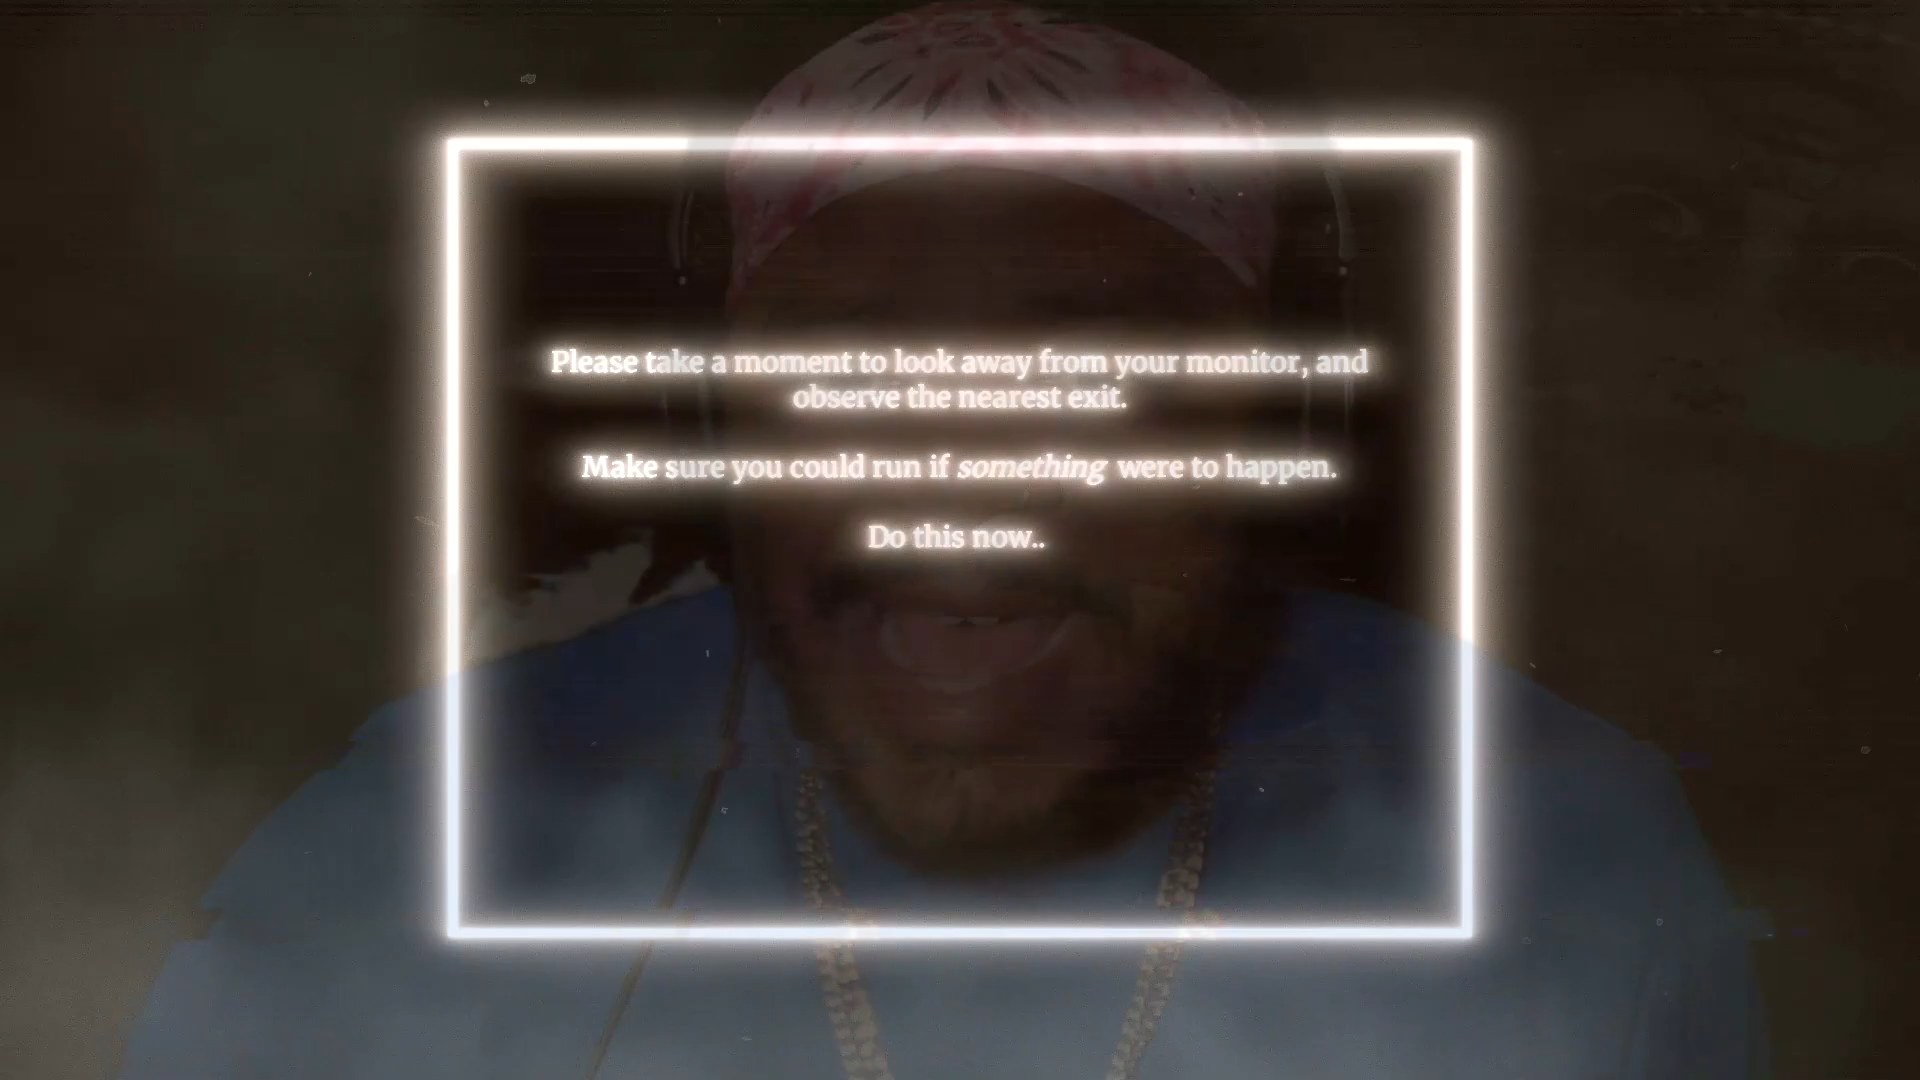 Please take a moment to look away from your monitor, and
observe the nearest exit.
Make sure you could run if something were to happen.
Do this now..